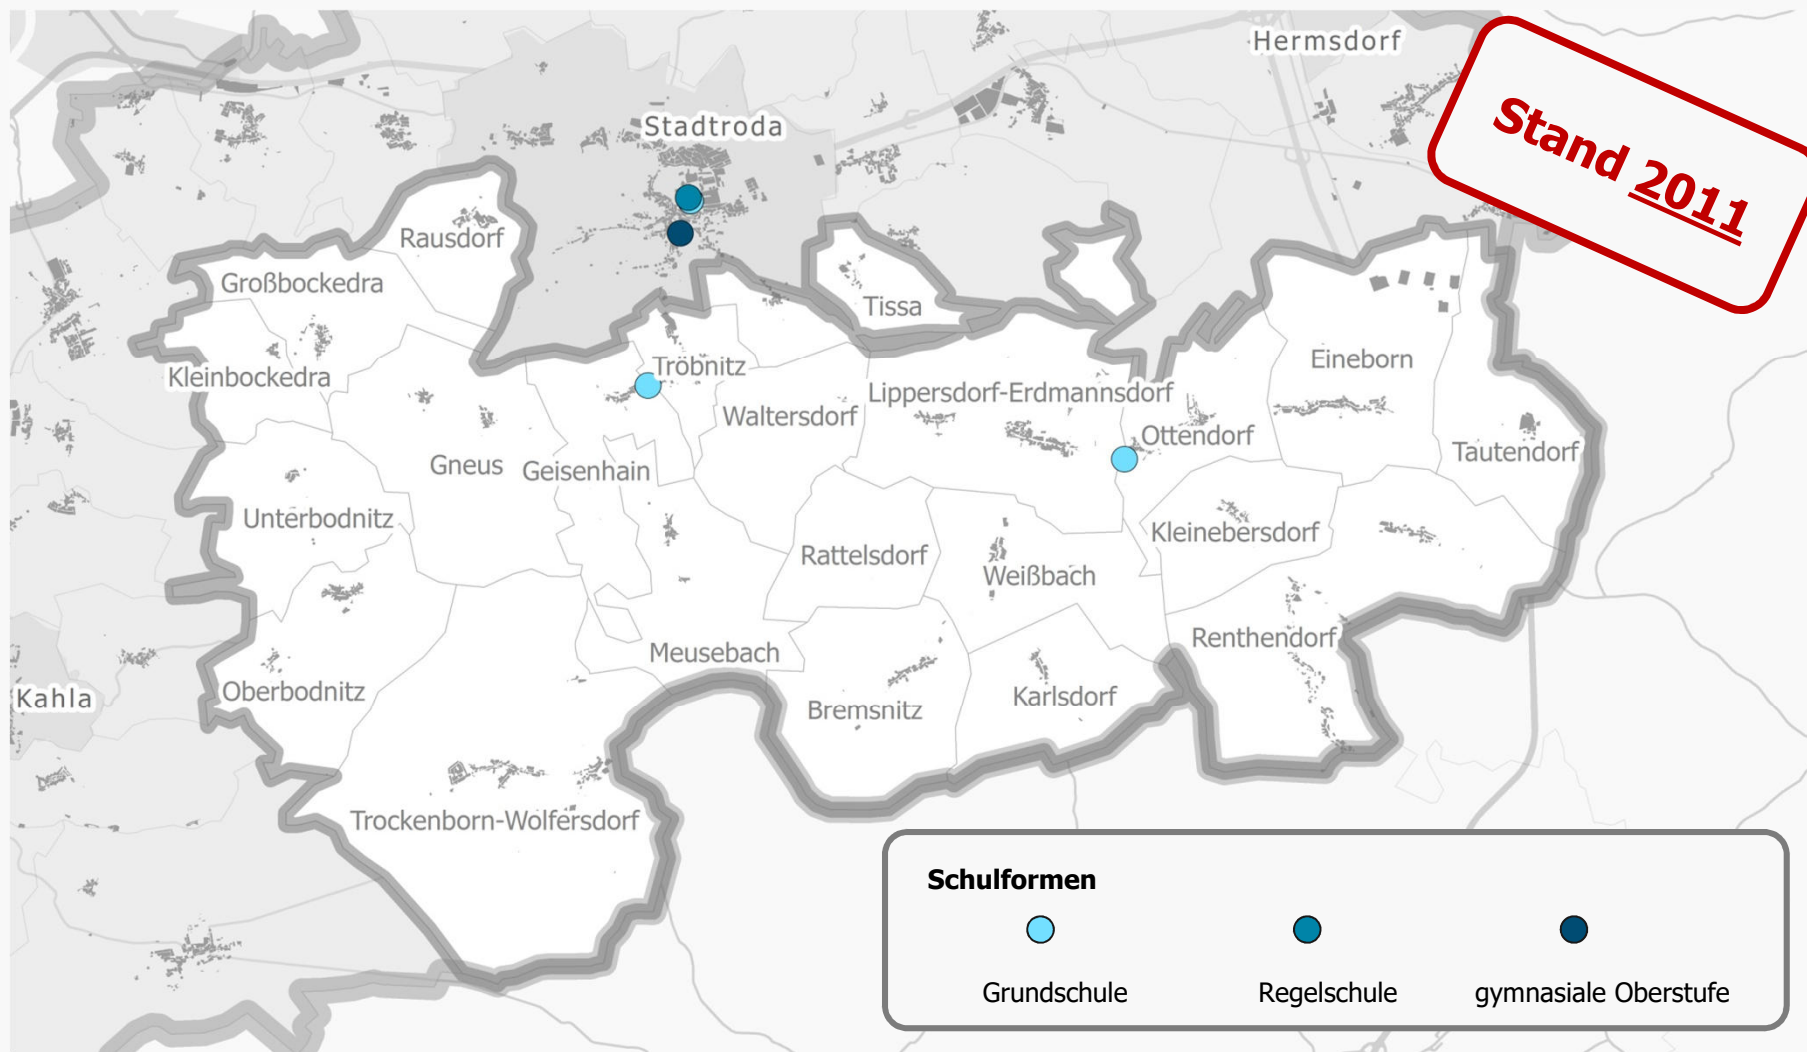 Hermsdorf
Stand 2011
Stadtroda
Rausdorf
Großbockedra
Tissa
Tröbnitz
Eineborn
Kleinbockedra
Lippersdorf-Erdmannsdorf
Waltersdorf
Ottendorf
Tautendorf
Gneus
Geisenhain
Unterbodnitz
Kleinebersdorf
Rattelsdorf
Weißbach
Renthendorf
Meusebach
Oberbodnitz
Kahla
Karlsdorf
Bremsnitz
Trockenborn-Wolfersdorf
Schulformen
Grundschule
Regelschule
gymnasiale Oberstufe